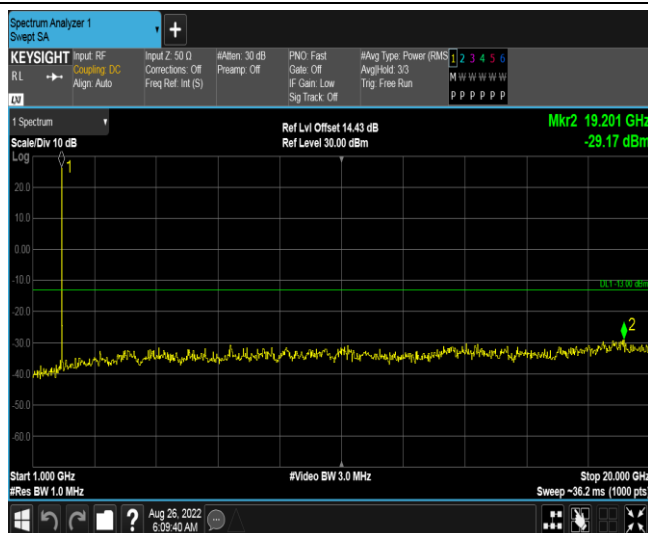 Spectrum Analyzer 1
Swept SA
+
KEYSIGHT
RL
LXI
Input: RF
Coupling: DC
Align: Auto
Input Z: 50 Ω
Corrections: Off
Freq Ref: Int (S)
#Atten: 30 dB
Preamp: Off
PNO: Fast
Gate: Off
IF Gain: Low
Sig Track: Off
#Avg Type: Power (RMS
Avg|Hold: 3/3
Trig: Free Run
1 2 3 4 5 6
M W W W W W
P P P P P P
1 Spectrum
Scale/Div 10 dB
Log
Ref Lvl Offset 14.43 dB
Ref Level 30.00 dBm
Mkr2 19.201 GHz
-29.17 dBm
1
20.0
10.0
0.00
-10.0
DL1 -13.00 dBm
-20.0
2
-30.0
-40.0
-50.0
-60.0
Start 1.000 GHz
#Video BW 3.0 MHz
Stop 20.000 GHz
#Res BW 1.0 MHz
Sweep ~36.2 ms (1000 pts)
?
Aug 26, 2022
6:09:40 AM